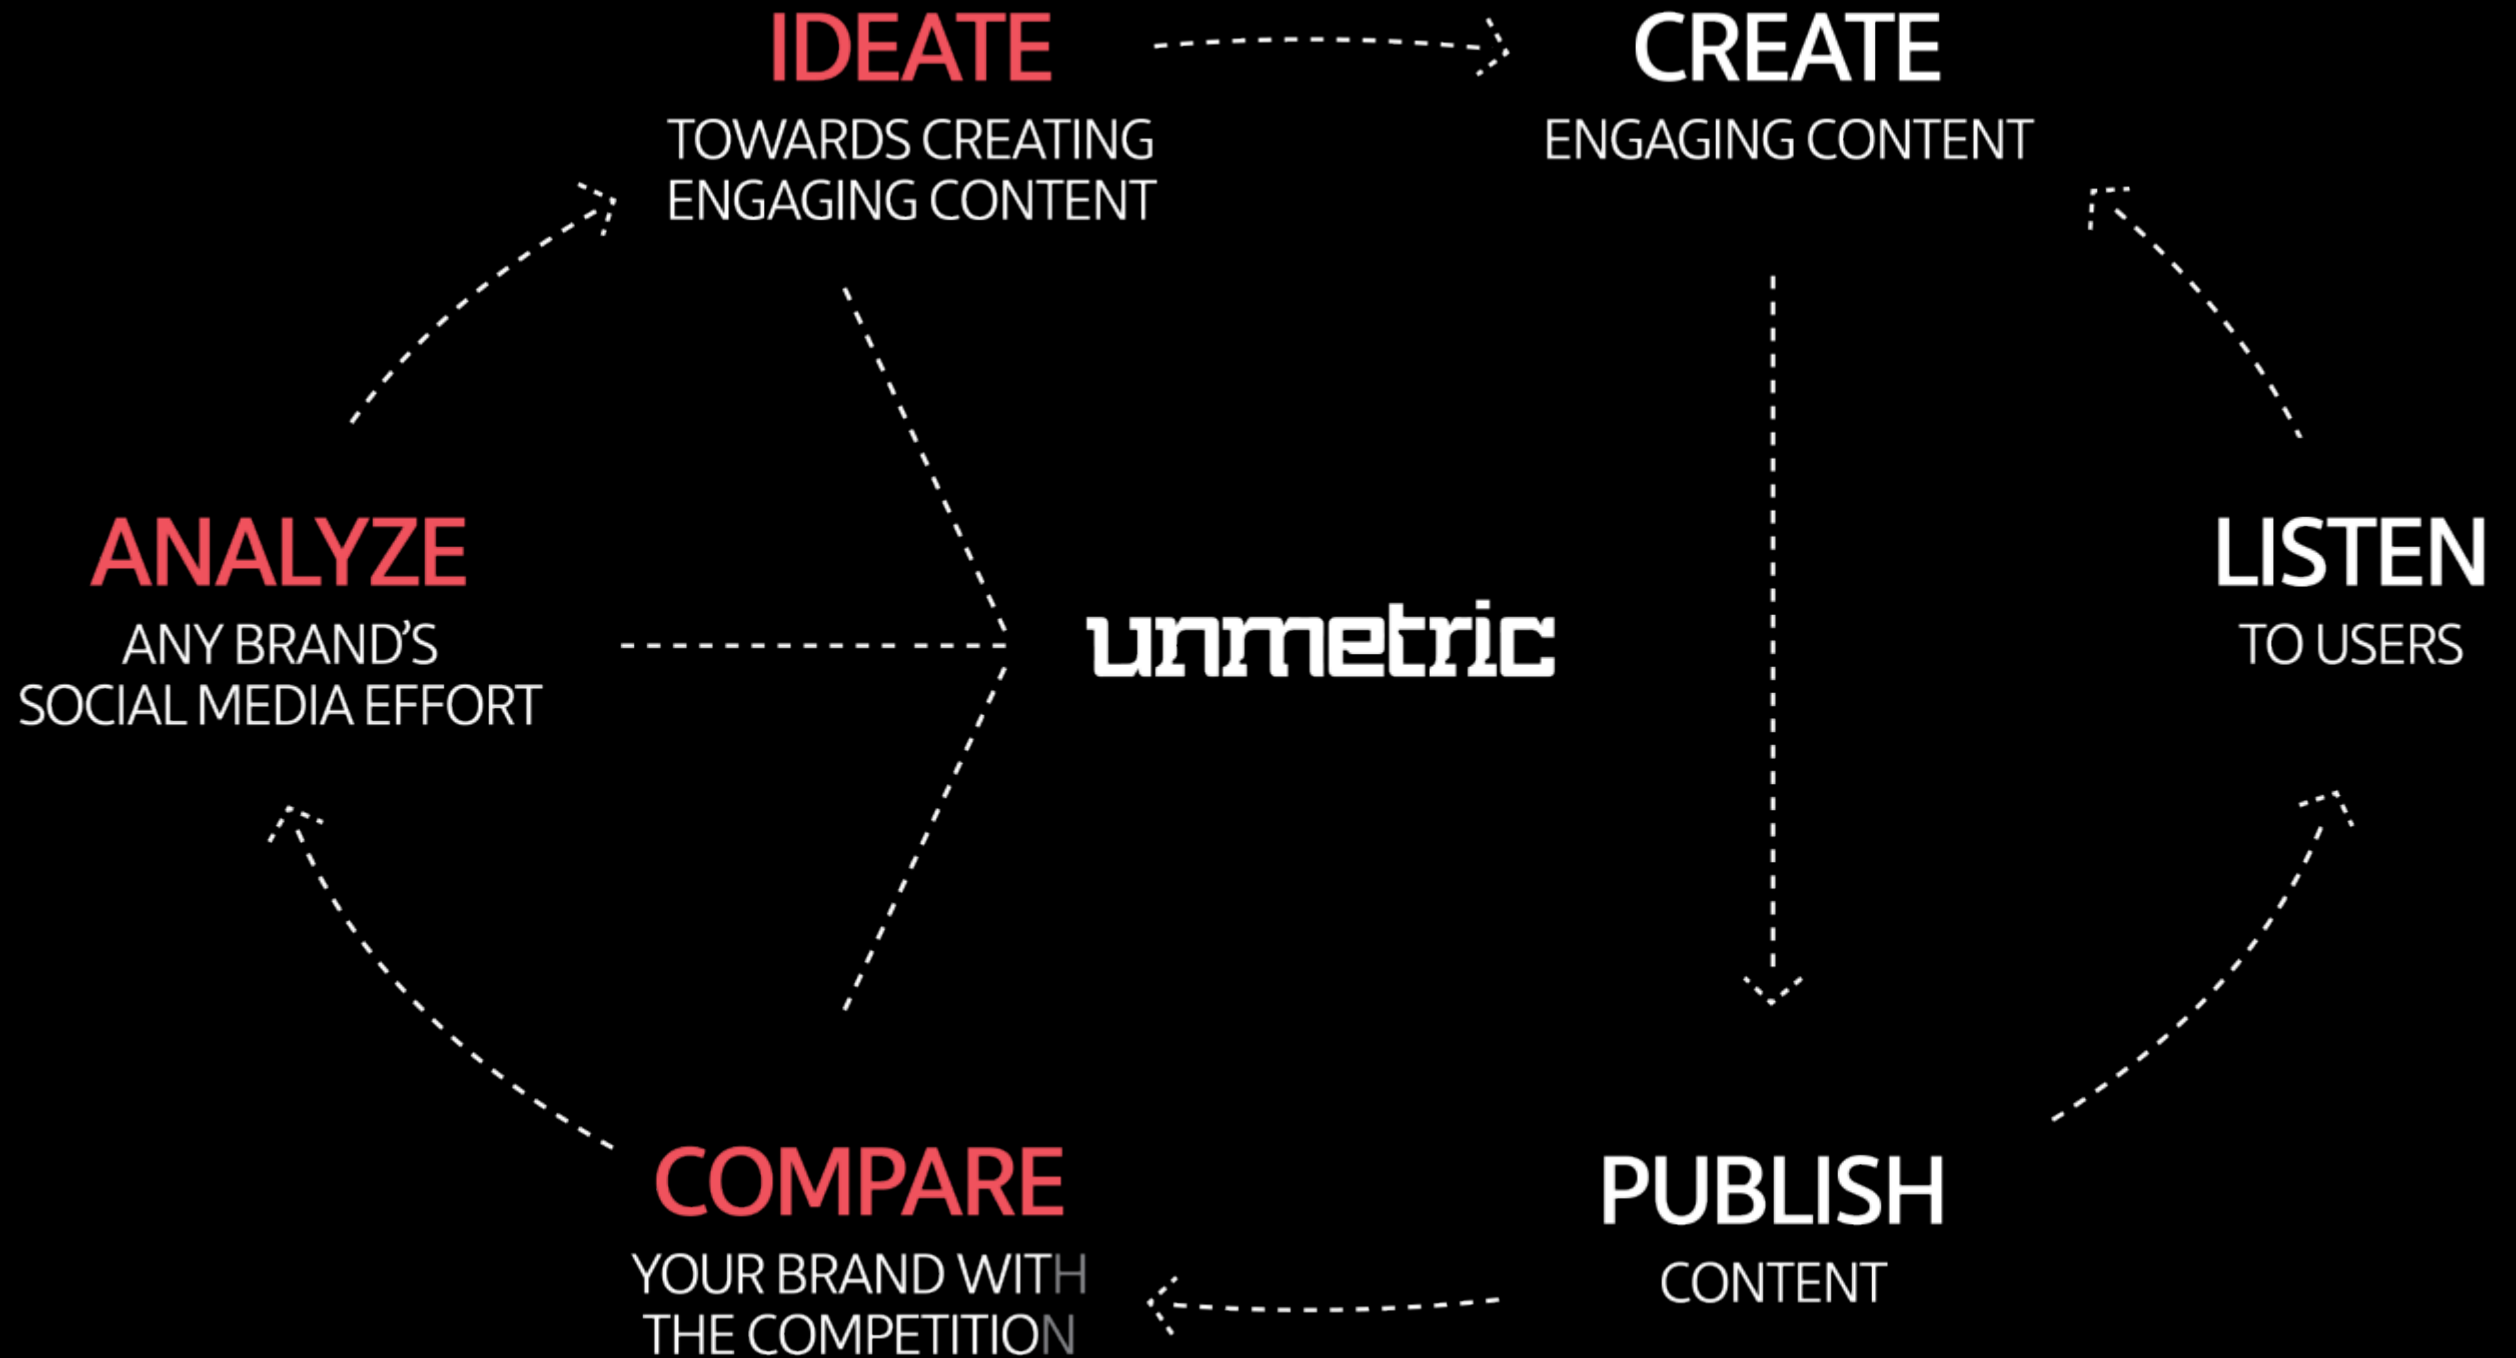 IDEATE
TOWARDS CREATING
ENGAGING CONTENT
CREATE
ENGAGING CONTENT
ANALYZE
ANY BRAND'S
SOCIAL MEDIA EFFORT
unmetric
LISTEN
TO USERS
COMPARE
YOUR BRAND WITH
THE COMPETITION
PUBLISH
CONTENT